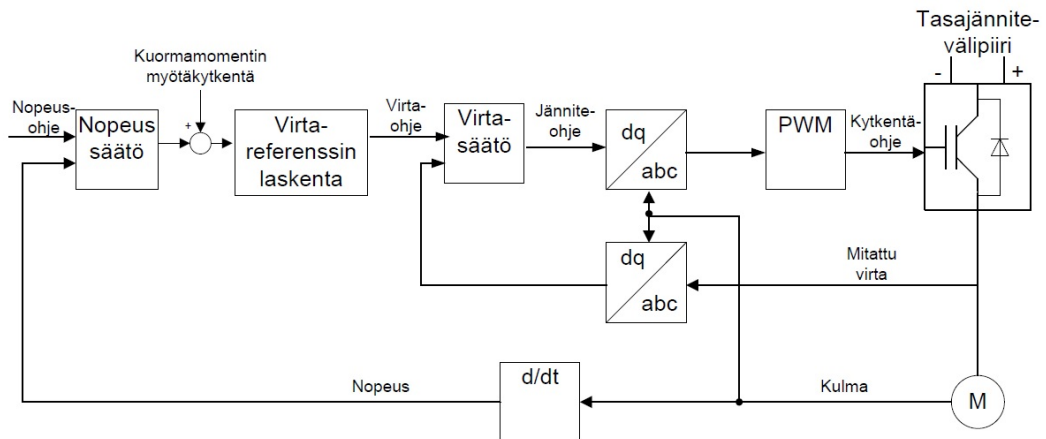 Tasajännite-
välipiiri
- +
Kuormamomentin
myötäkytkentä
Nopeus-
ohje
Nopeus
säätö
+
Virta-
referenssin
laskenta
Virta-
ohje
Virta-
säätö
Jännite-
ohje
dq
abc
PWM
Kytkentä-
ohje
dq
abc
Mitattu
virta
Nopeus
d/dt
Kulma
M